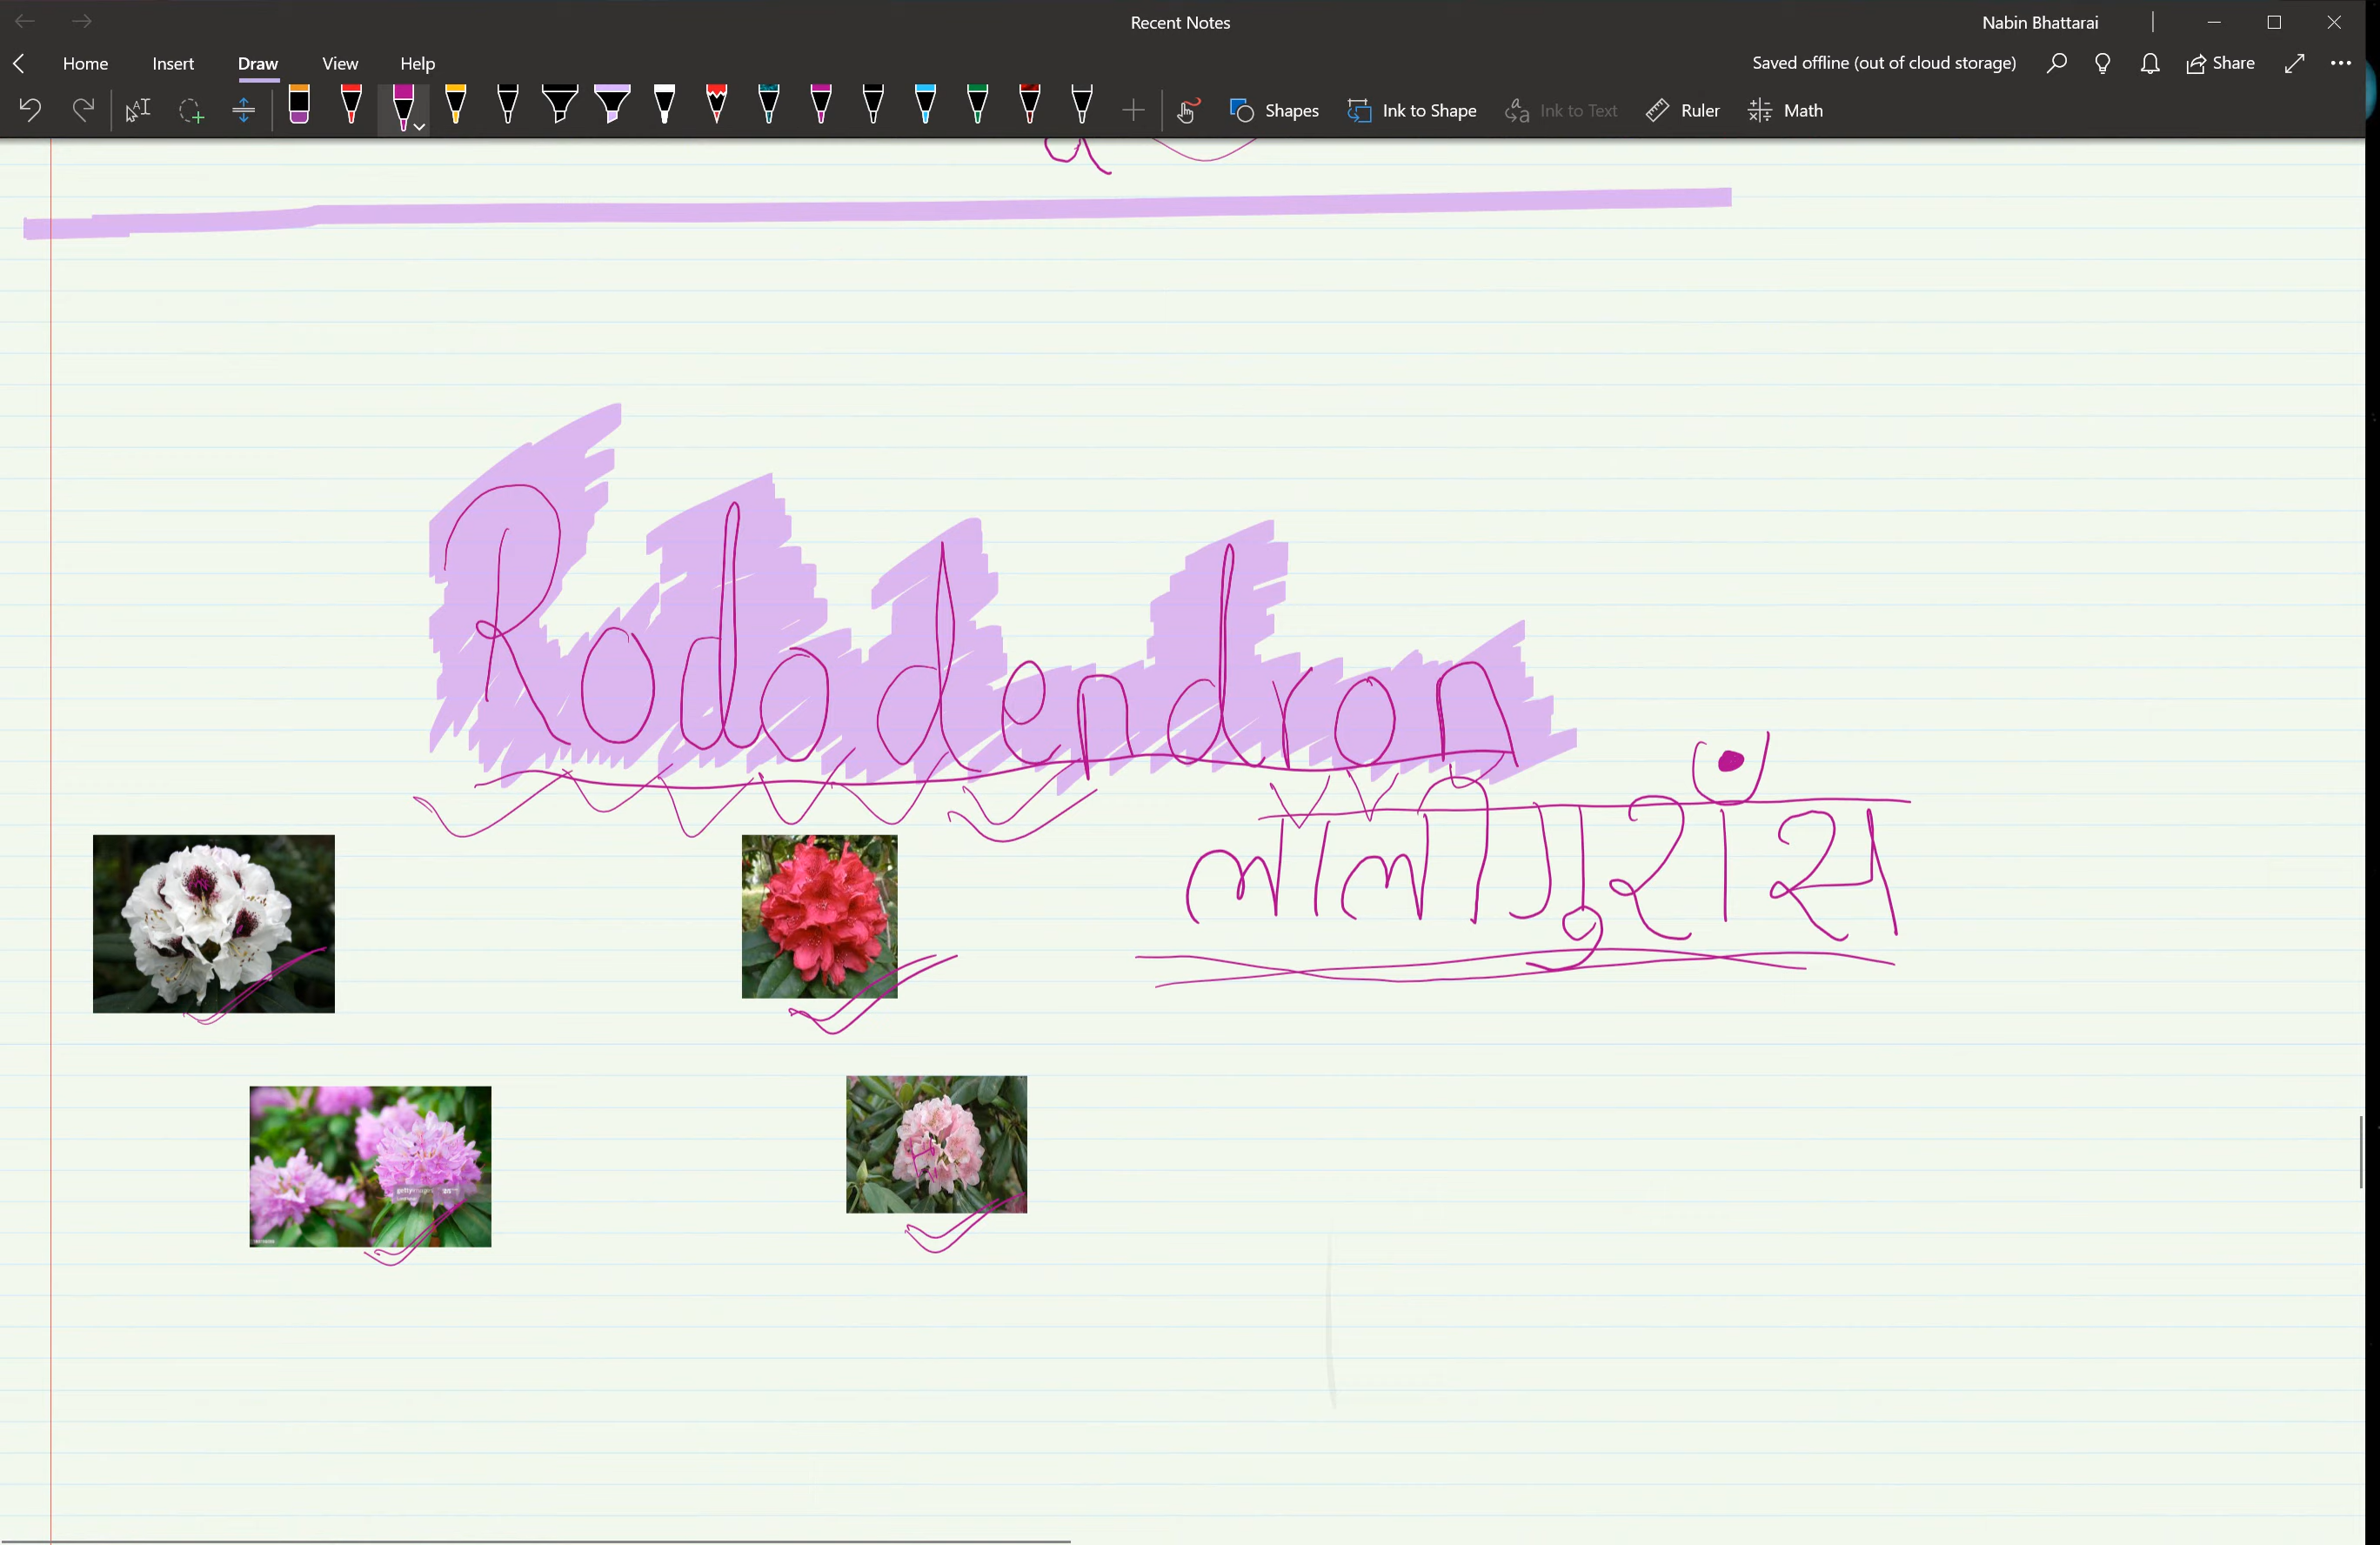 Recent Notes
Nabin Bhattarai
Home Insert Draw View Help
Saved offline (out of cloud storage)
Share
Shapes
Ink to Shape
Ink to Text
Ruler
Math
Rododendron
लाली गुराँस
gettyimages